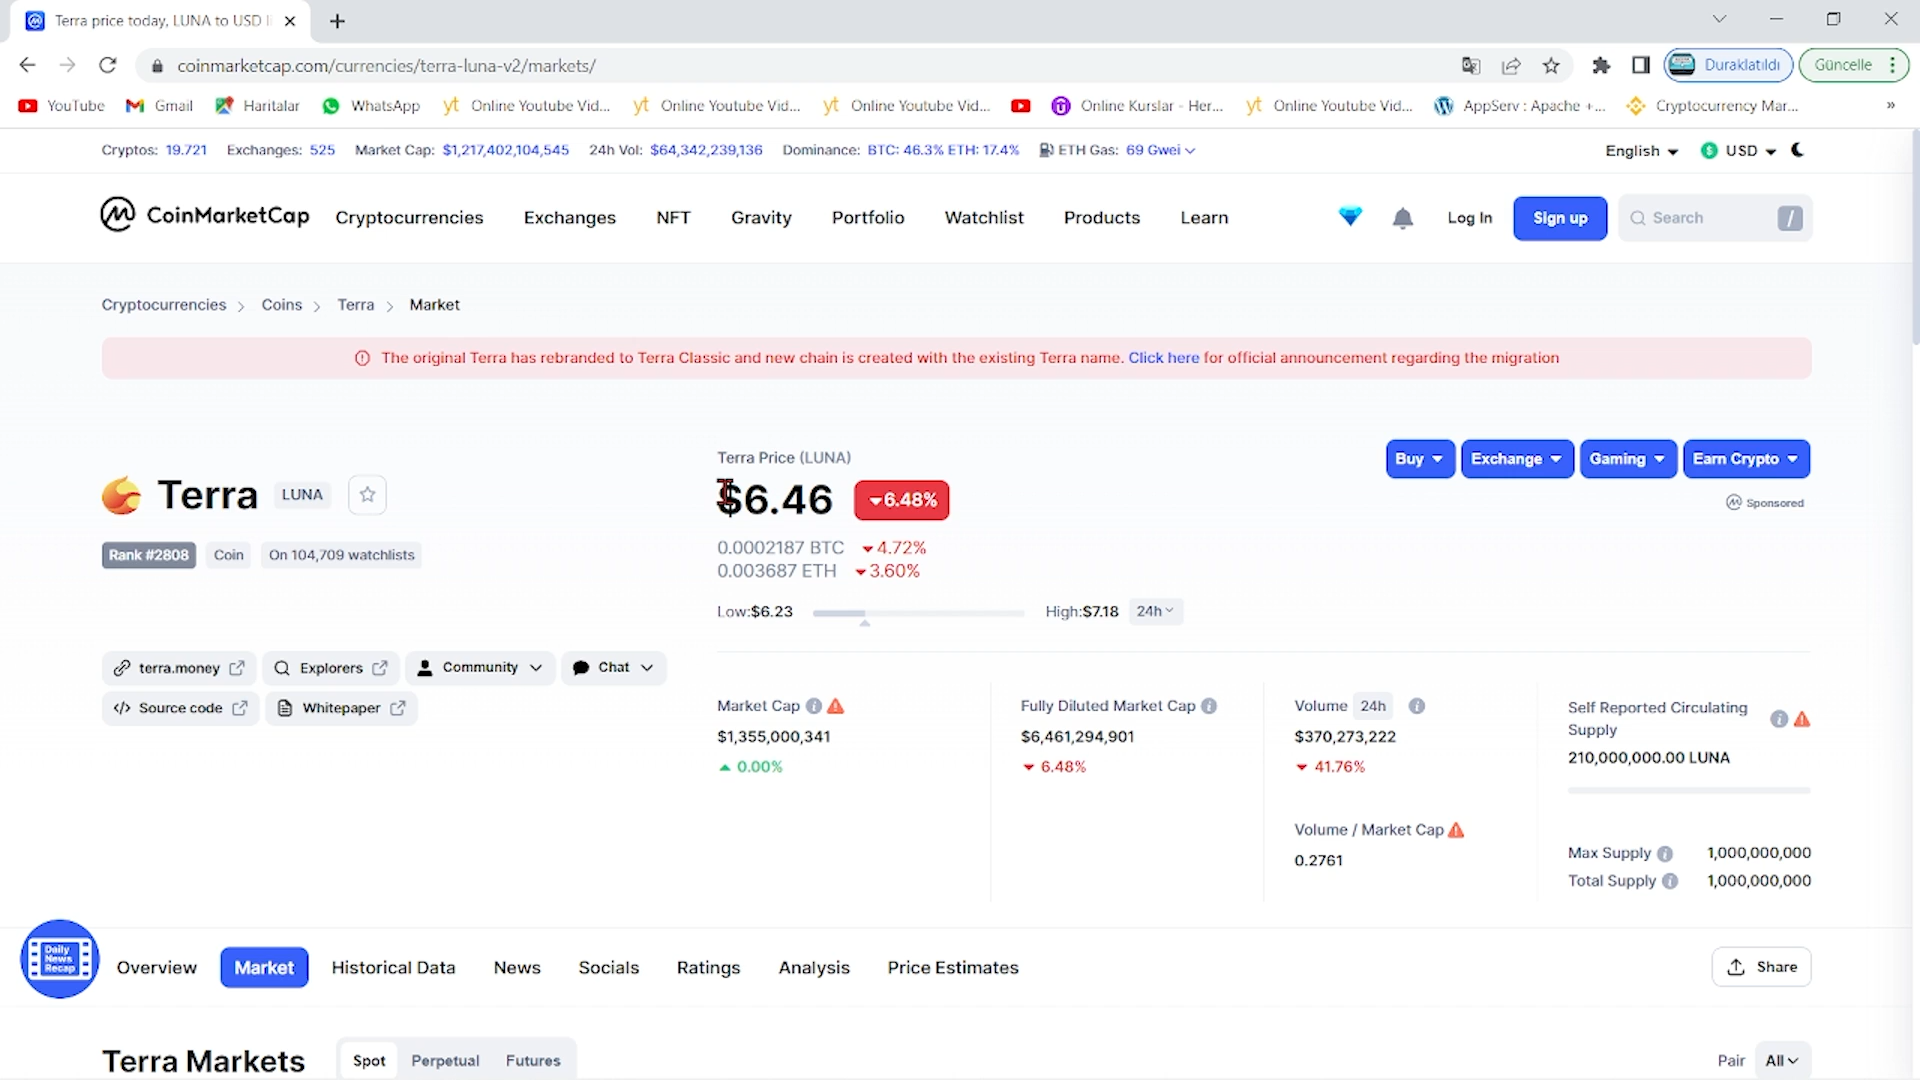 Terra price today, LUNA to USD l
coinmarketcap.com/currencies/terra-luna-v2/markets/
Duraklatıldı
Güncelle
YouTube Gmail Haritalar WhatsApp Online Youtube Vid... Online Youtube Vid... Online Youtube Vid... Online Kurslar - Her... Online Youtube Vid... AppServ : Apache +... Cryptocurrency Mar... »
Cryptos: 19.721 Exchanges: 525 Market Cap: $1,217,402,104,545 24h Vol: $64,342,239,136 Dominance: BTC: 46.3% ETH: 17.4% ETH Gas: 69 Gwei
English USD
CoinMarketCap Cryptocurrencies Exchanges NFT Gravity Portfolio Watchlist Products Learn Log In Sign up Search /
Cryptocurrencies > Coins > Terra > Market
The original Terra has rebranded to Terra Classic and new chain is created with the existing Terra name. Click here for official announcement regarding the migration
Terra LUNA
Rank #2808 Coin On 104,709 watchlists
terra.money Explorers Community Chat
Source code Whitepaper
Terra Price (LUNA)
$6.46 6.48%
0.0002187 BTC 4.72%
0.003687 ETH 3.60%
Low:$6.23 High:$7.18 24h
Buy Exchange Gaming Earn Crypto
Sponsored
Market Cap
$1,355,000,341
0.00%
Fully Diluted Market Cap
$6,461,294,901
6.48%
Volume 24h
$370,273,222
41.76%
Volume / Market Cap
0.2761
Self Reported Circulating
Supply
210,000,000.00 LUNA
Max Supply 1,000,000,000
Total Supply 1,000,000,000
Daily
News
Recap
Overview Market Historical Data News Socials Ratings Analysis Price Estimates Share
Terra Markets Spot Perpetual Futures Pair All